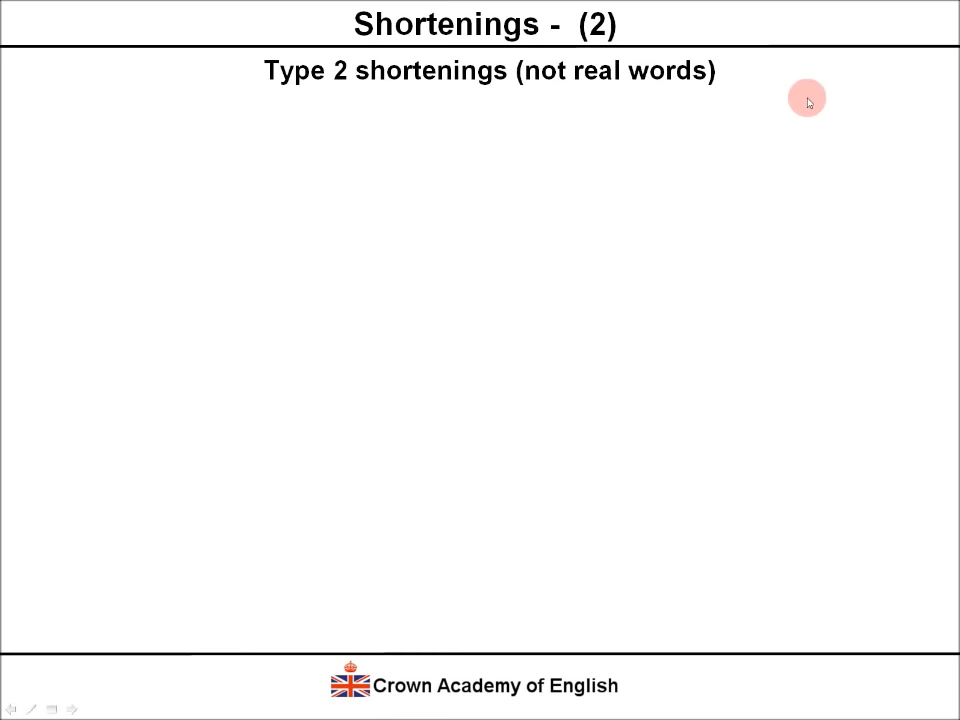 Shortenings - (2)
Type 2 shortenings (not real words)
Crown Academy of English